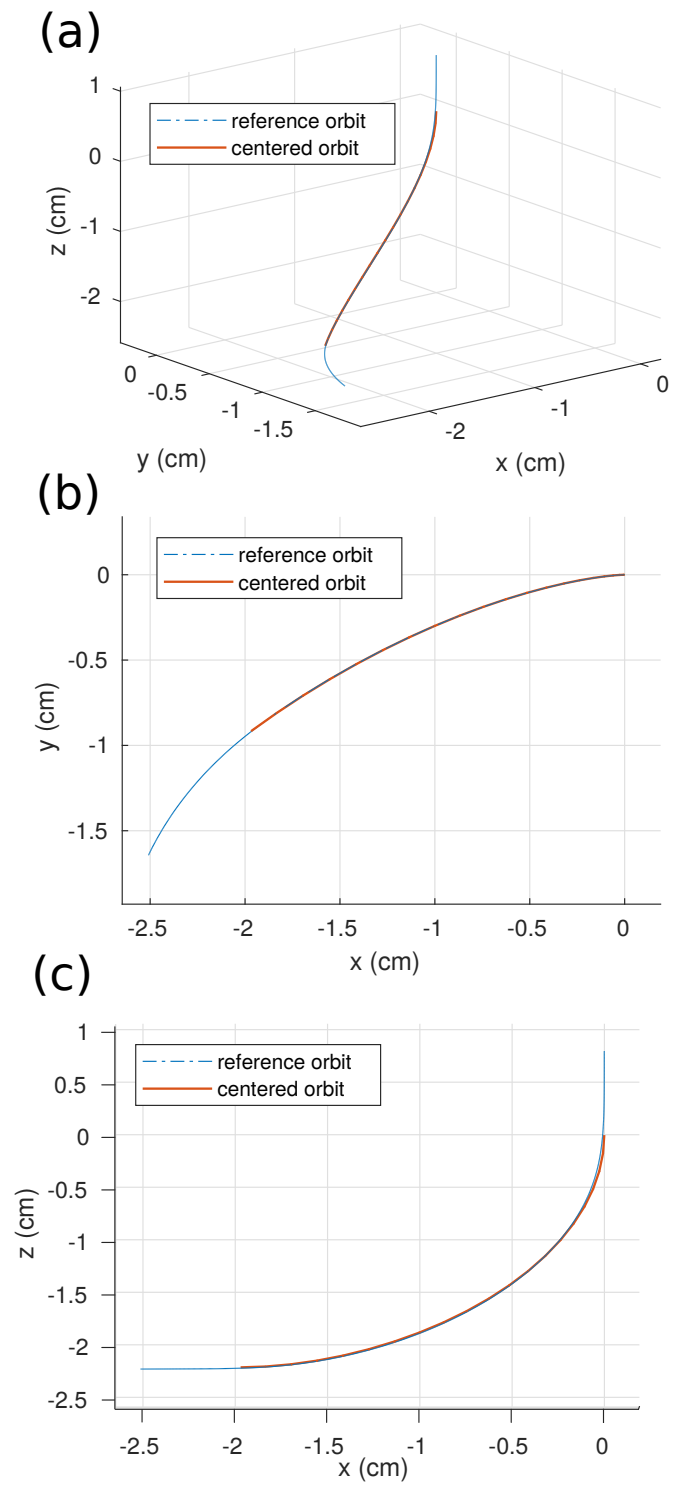 (a)
1
0
-1
-2
z (cm)
reference orbit
centered orbit
0
-0.5
-1
-1.5
y (cm)
-2
-1
0
x (cm)
(b)
reference orbit
centered orbit
0
-0.5
-1
-1.5
y (cm)
-2.5 -2 -1.5 -1 -0.5 0
x (cm)
(c)
reference orbit
centered orbit
1
0.5
0
-0.5
-1
-1.5
-2
-2.5
z (cm)
-2.5 -2 -1.5 -1 -0.5 0
x (cm)